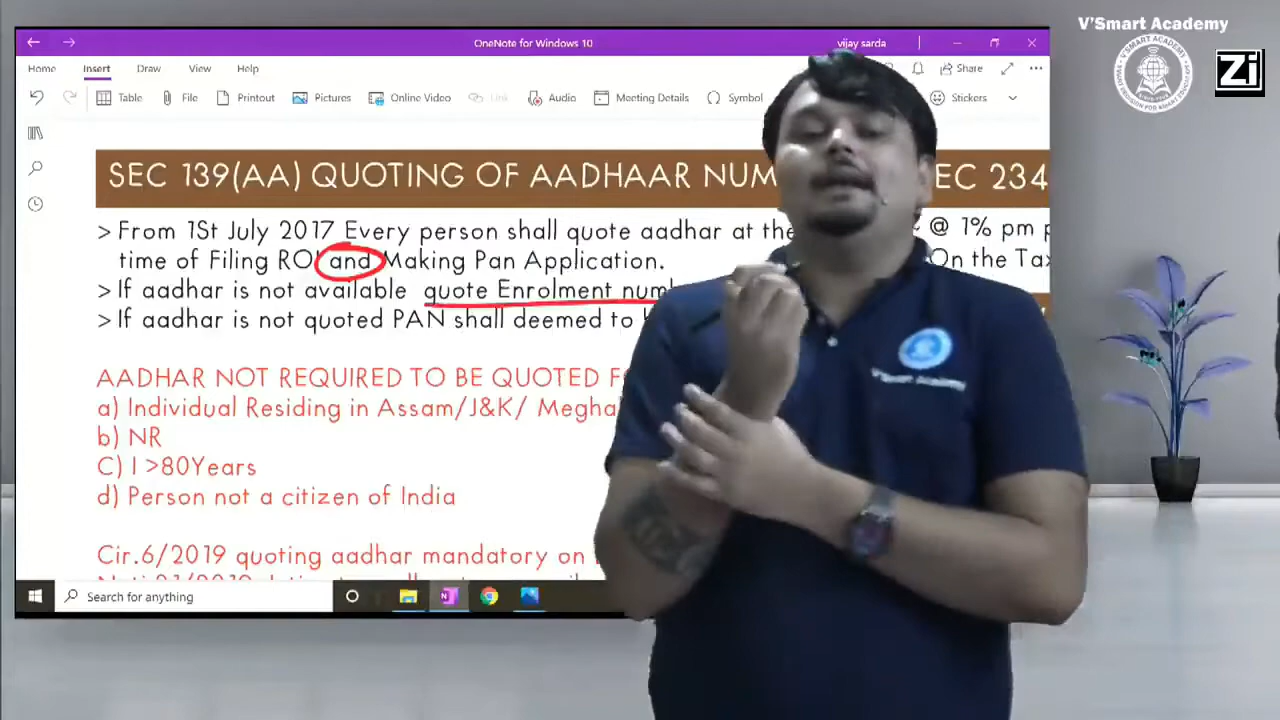 V'Smart Academy
OneNote for Windows 10
vijay sarda
Home Insert Draw View Help
Share
Table File Printout Pictures Online Video Link Audio Meeting Details Symbol Stickers
Zi
SEC 139(AA) QUOTING OF AADHAAR NUM
EC 234
> From 1St July 2017 Every person shall quote aadhar at the
@ 1% pm p
time of Filing ROI and Making Pan Application.
On the Tax
> If aadhar is not available quote Enrolment num
> If aadhar is not quoted PAN shall deemed to
AADHAR NOT REQUIRED TO BE QUOTED
a) Individual Residing in Assam/J&K/ Meghal
b) NR
C) I >80Years
d) Person not a citizen of India
Cir.6/2019 quoting aadhar mandatory on
V'Smart Academy
Search for anything